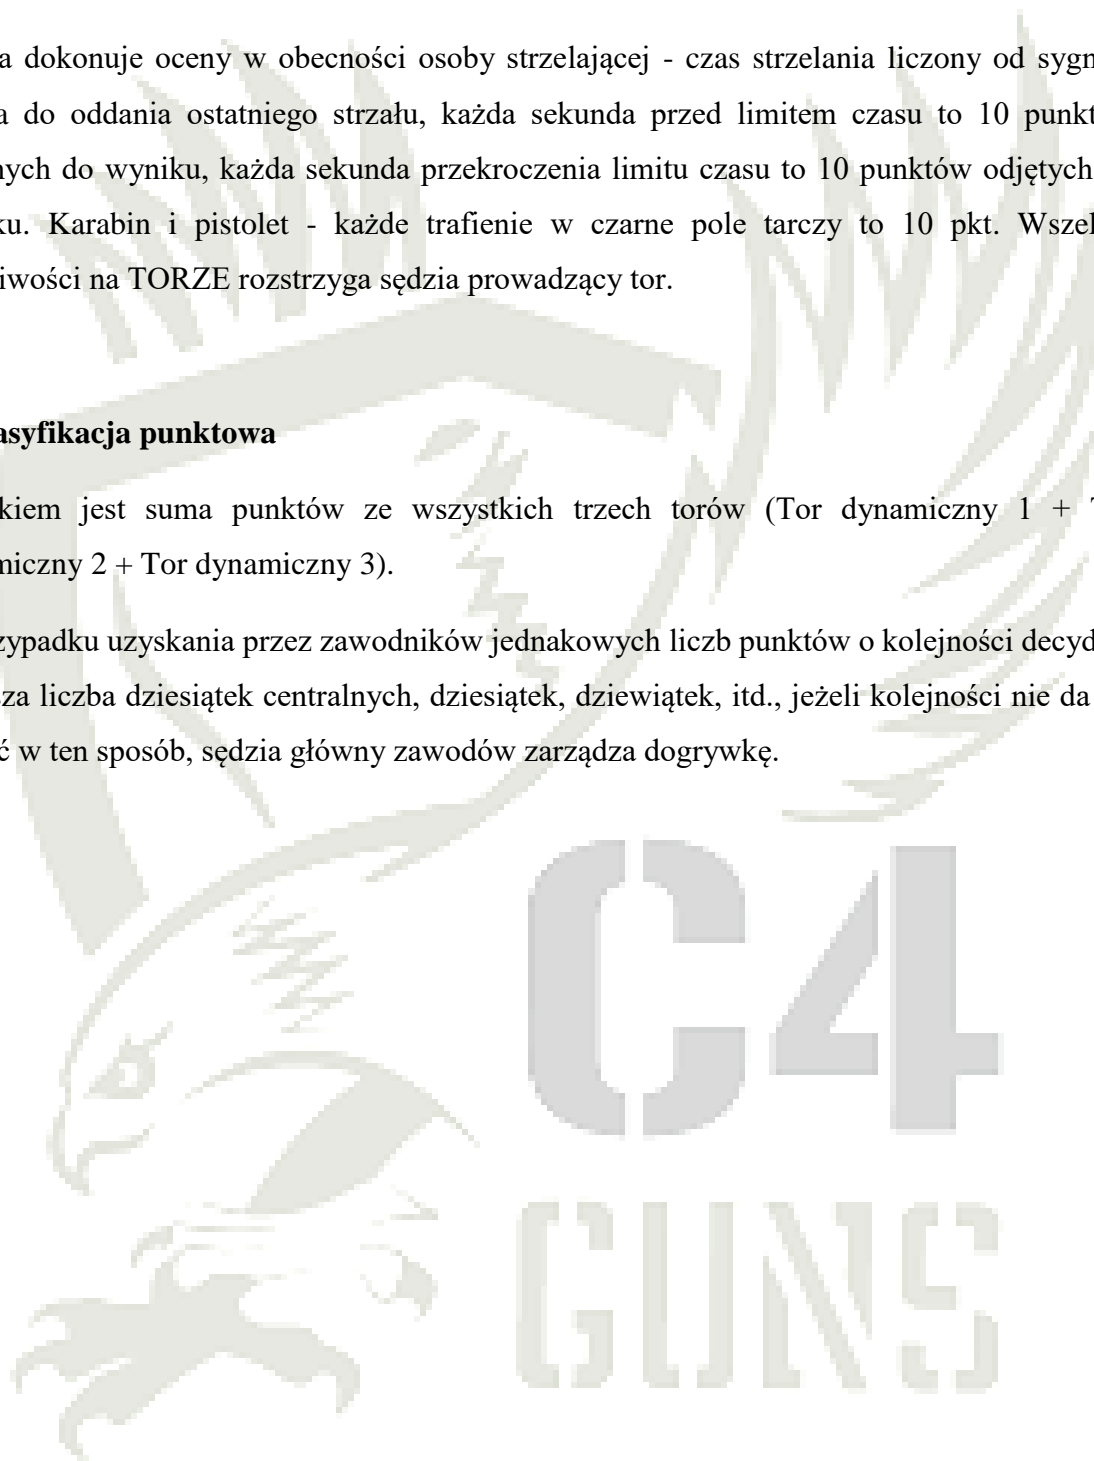 a dokonuje oceny w obecności osoby strzelającej - czas strzelania liczony od sygn
a do oddania ostatniego strzału, każda sekunda przed limitem czasu to 10 punkt
nych do wyniku, każda sekunda przekroczenia limitu czasu to 10 punktów odjętych
ku. Karabin i pistolet - każde trafienie w czarne pole tarczy to 10 pkt. Wszel
iwości na TORZE rozstrzyga sędzia prowadzący tor.
asyfikacja punktowa
kiem jest suma punktów ze wszystkich trzech torów (Tor dynamiczny 1 + T
miczny 2 + Tor dynamiczny 3).
zypadku uzyskania przez zawodników jednakowych liczb punktów o kolejności decyd
za liczba dziesiątek centralnych, dziesiątek, dziewiątek, itd., jeżeli kolejności nie da
ć w ten sposób, sędzia główny zawodów zarządza dogrywkę.
C4
GUNS